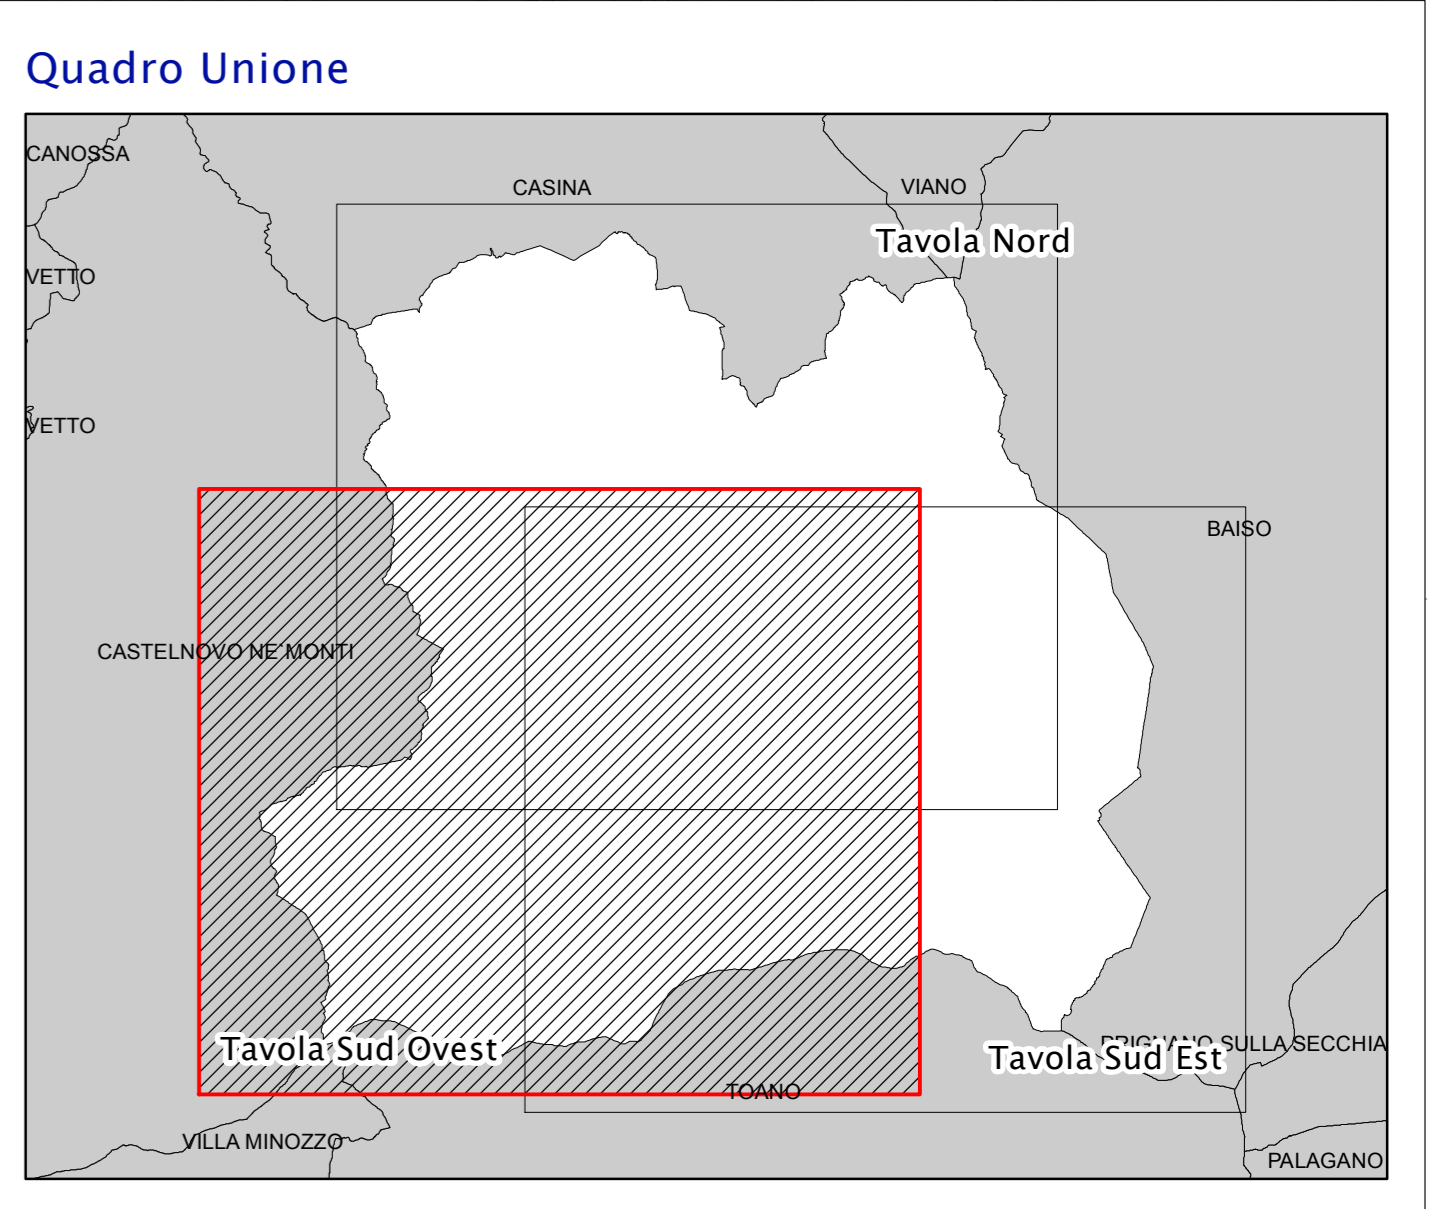 Quadro Unione
CANOSSA
CASINA
VIANO
Tavola Nord
VETTO
VETTO
BAISO
CASTELNOVO NE'MONTI
Tavola Sud Ovest
Tavola Sud Est
PRIGNANO SULLA SECCHIA
TOANO
VILLA MINOZZO
PALAGANO